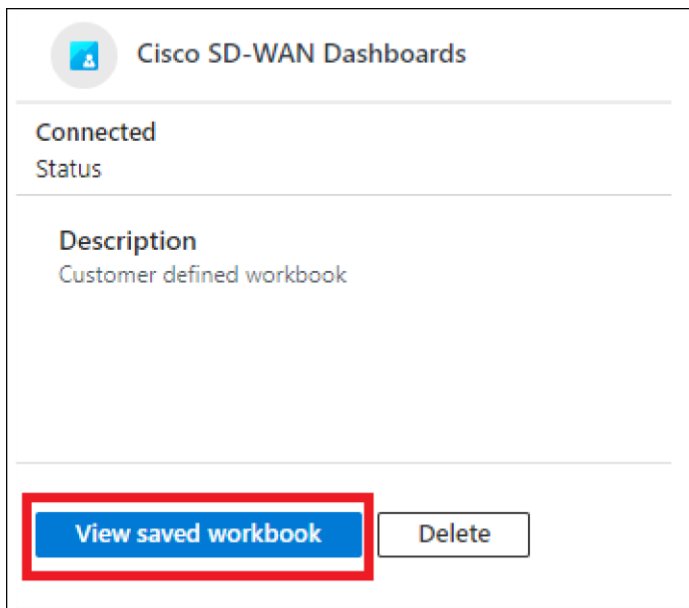 Cisco SD-WAN Dashboards
Connected
Status
Description
Customer defined workbook
View saved workbook
Delete